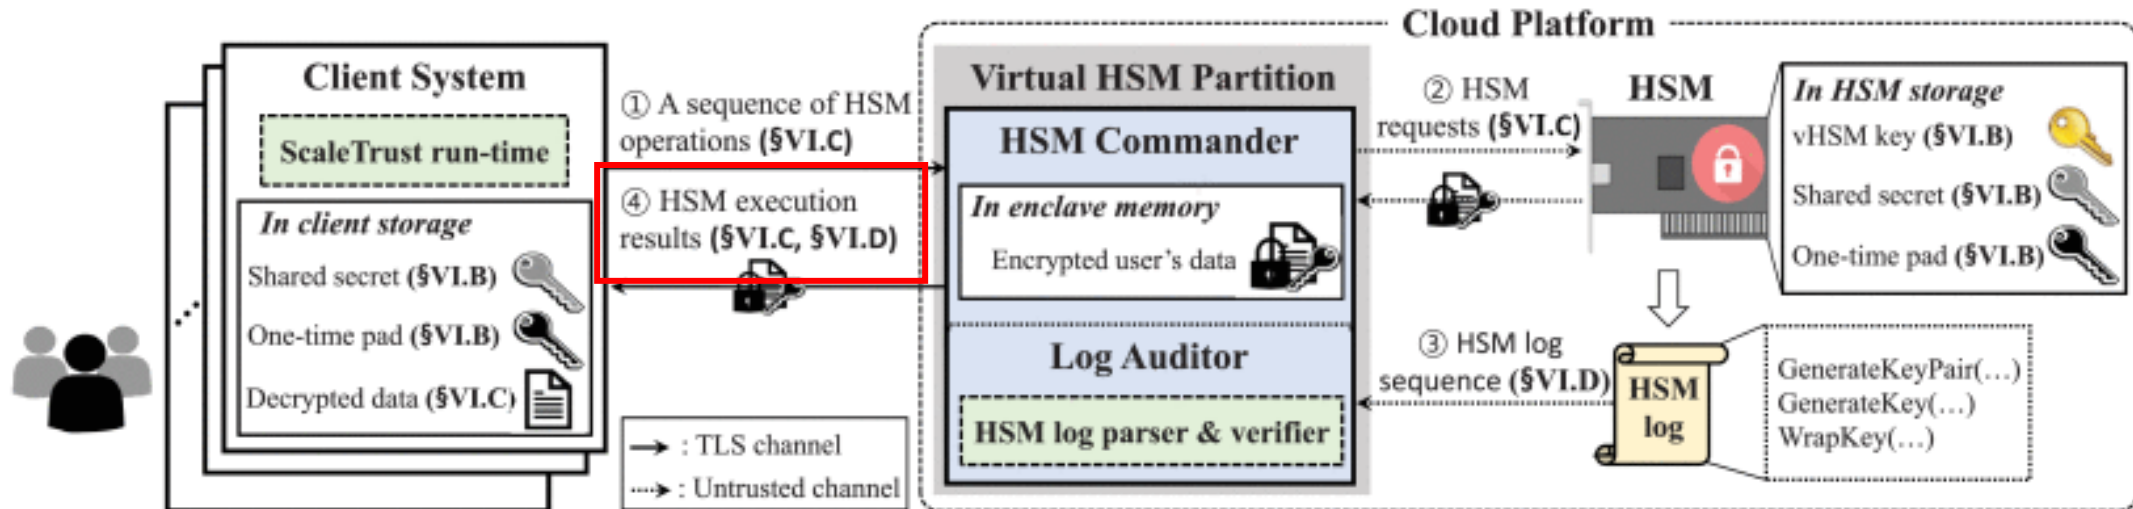 Cloud Platform
Client System
ScaleTrust run-time
In client storage
Shared secret (§VI.B)
One-time pad (§VI.B)
Decrypted data (§VI.C)
① A sequence of HSM
operations (§VI.C)
④ HSM execution
results (§VI.C, §VI.D)
→ : TLS channel
┈▸ : Untrusted channel
Virtual HSM Partition
HSM Commander
In enclave memory
Encrypted user's data
Log Auditor
HSM log parser & verifier
② HSM
requests (§VI.C)
③ HSM log
sequence (§VI.D)
HSM
In HSM storage
vHSM key (§VI.B)
Shared secret (§VI.B)
One-time pad (§VI.B)
HSM
log
GenerateKeyPair(…)
GenerateKey(…)
WrapKey(…)